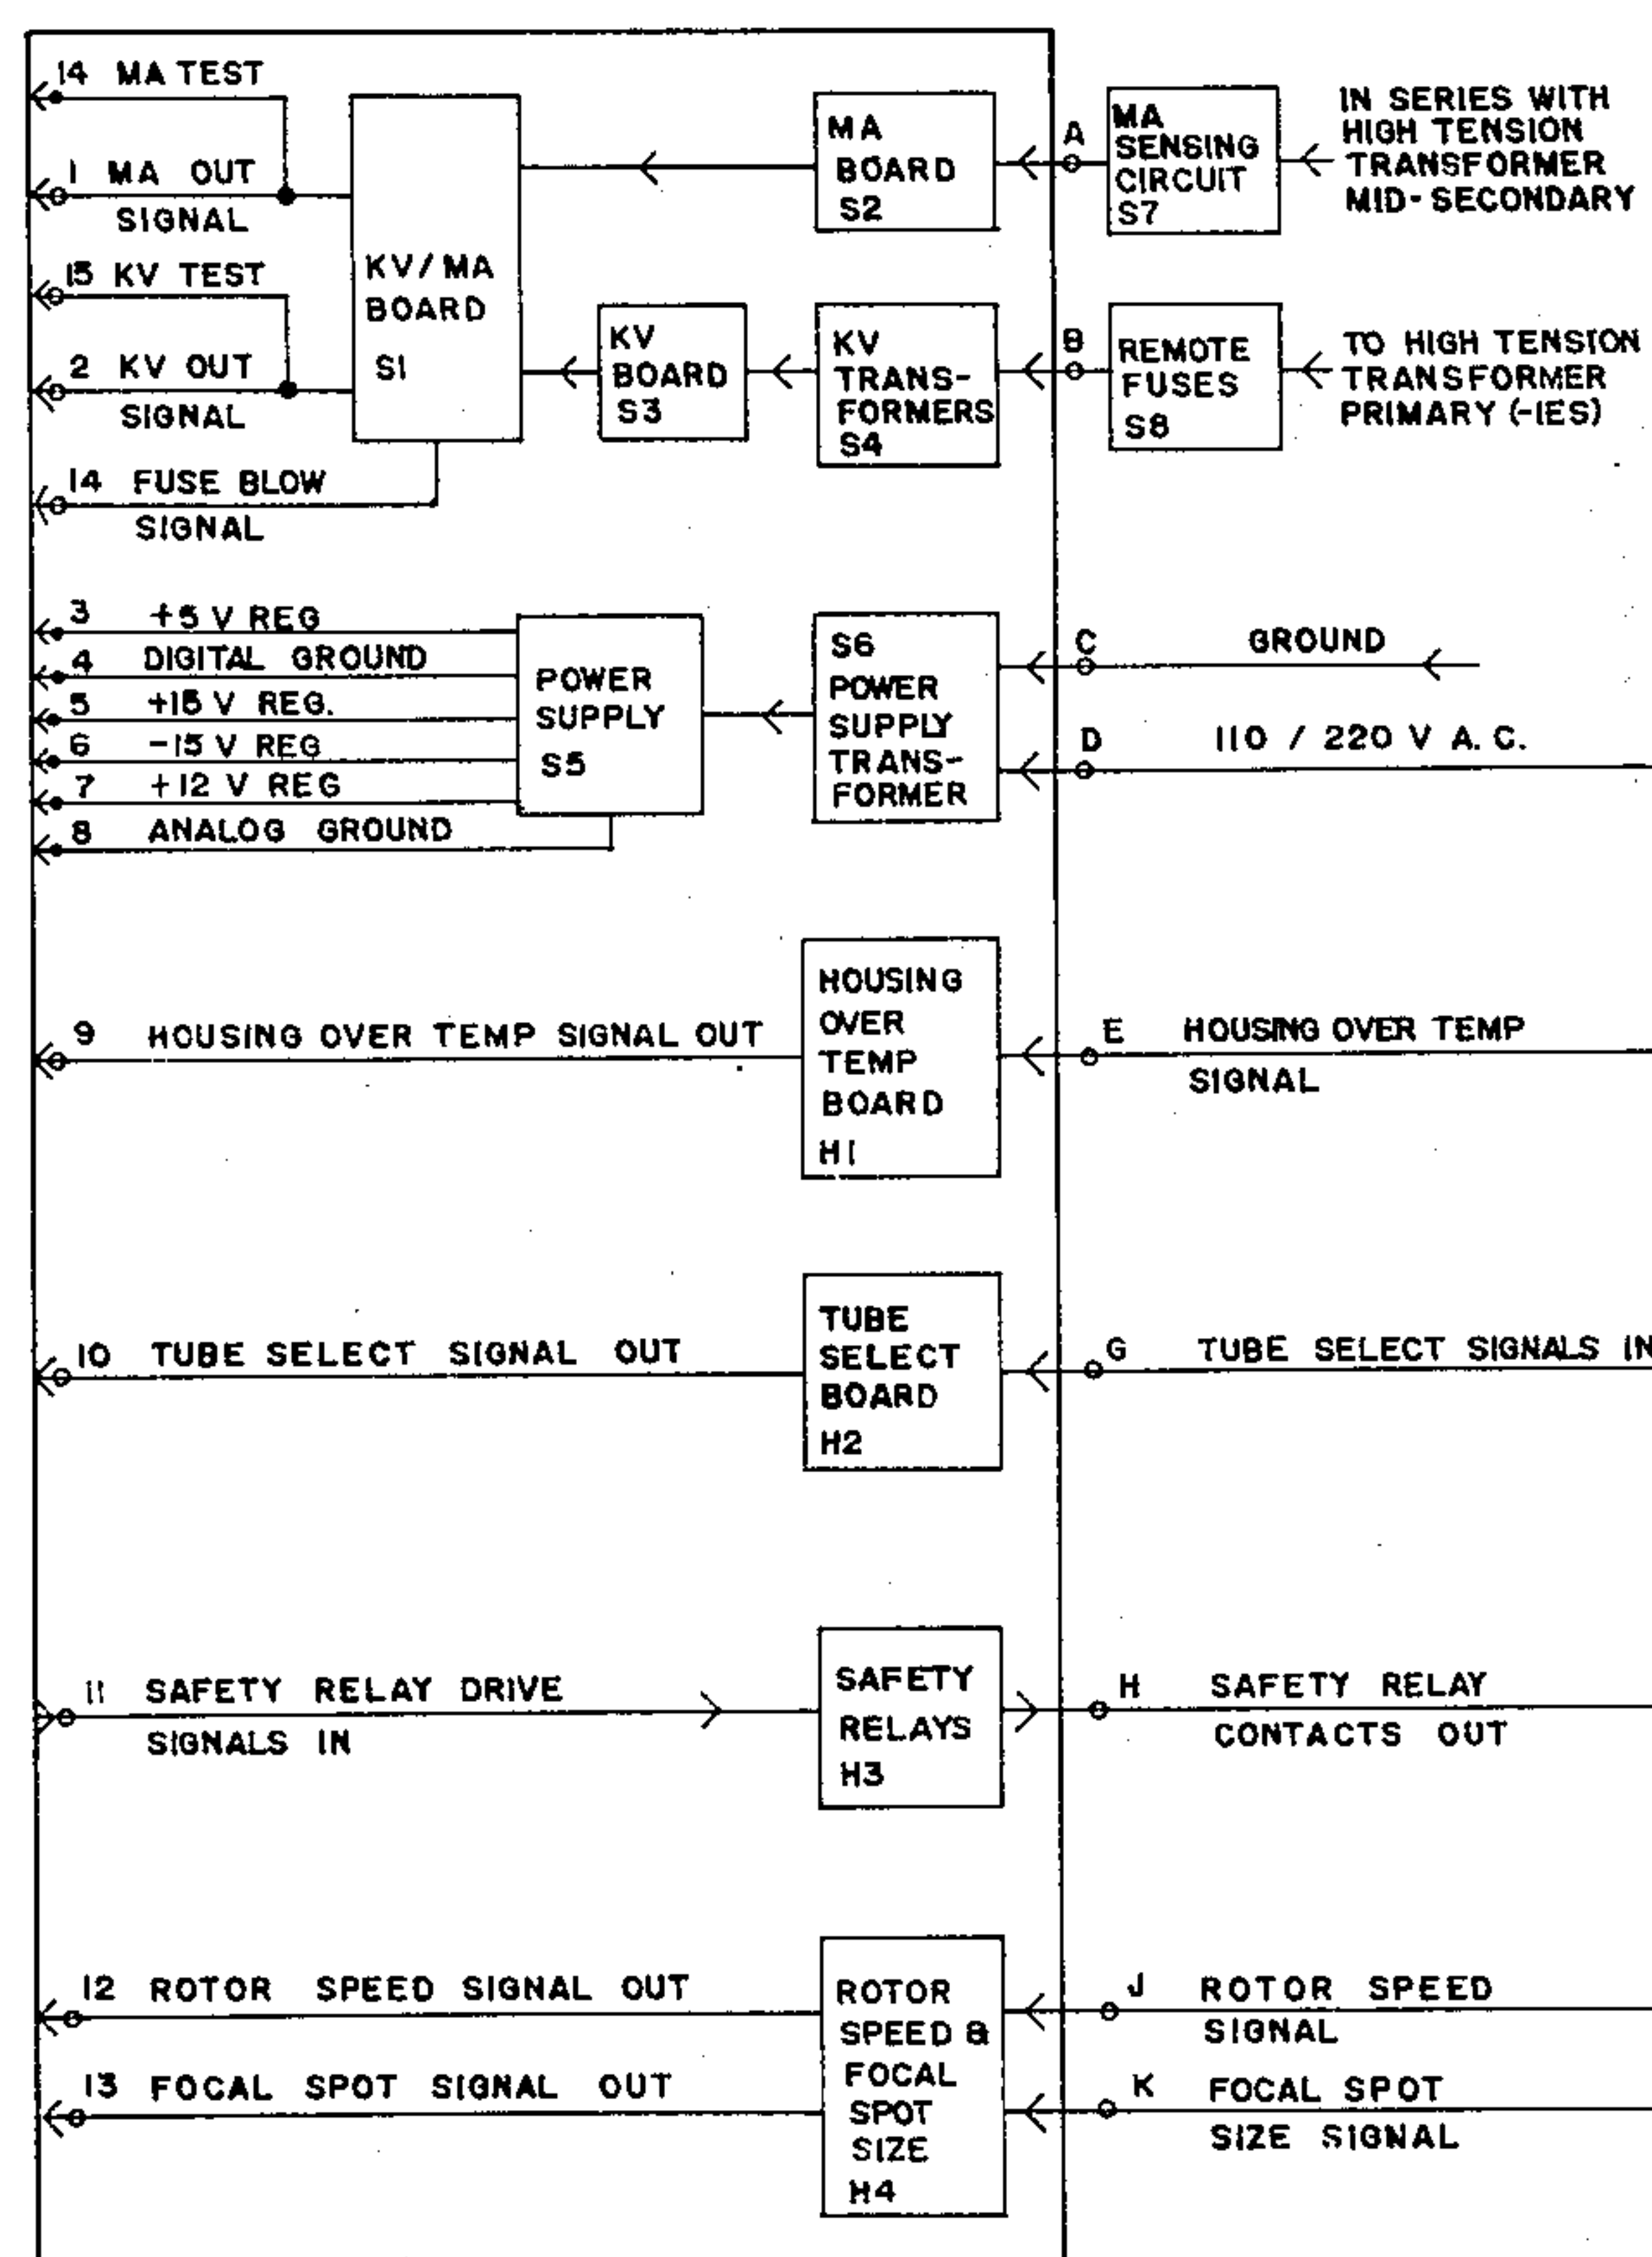 14 MA TEST
1 MA OUT
SIGNAL
15 KV TEST
2 KV OUT
SIGNAL
14 FUSE BLOW
SIGNAL
KV/MA
BOARD
S1
MA
BOARD
S2
A
MA
SENSING
CIRCUIT
S7
IN SERIES WITH
HIGH TENSION
TRANSFORMER
MID-SECONDARY
KV
BOARD
S3
KV
TRANS-
FORMERS
S4
B
REMOTE
FUSES
S8
TO HIGH TENSION
TRANSFORMER
PRIMARY (-IES)
3 +5 V REG
4 DIGITAL GROUND
5 +15 V REG.
6 -15 V REG
7 +12 V REG
8 ANALOG GROUND
POWER
SUPPLY
S5
S6
POWER
SUPPLY
TRANS-
FORMER
C GROUND
D 110 / 220 V A.C.
9 HOUSING OVER TEMP SIGNAL OUT
HOUSING
OVER
TEMP
BOARD
H1
E HOUSING OVER TEMP
SIGNAL
10 TUBE SELECT SIGNAL OUT
TUBE
SELECT
BOARD
H2
G TUBE SELECT SIGNALS IN
11 SAFETY RELAY DRIVE
SIGNALS IN
SAFETY
RELAYS
H3
H SAFETY RELAY
CONTACTS OUT
12 ROTOR SPEED SIGNAL OUT
13 FOCAL SPOT SIGNAL OUT
ROTOR
SPEED &
FOCAL
SPOT
SIZE
H4
J ROTOR SPEED
SIGNAL
K FOCAL SPOT
SIZE SIGNAL